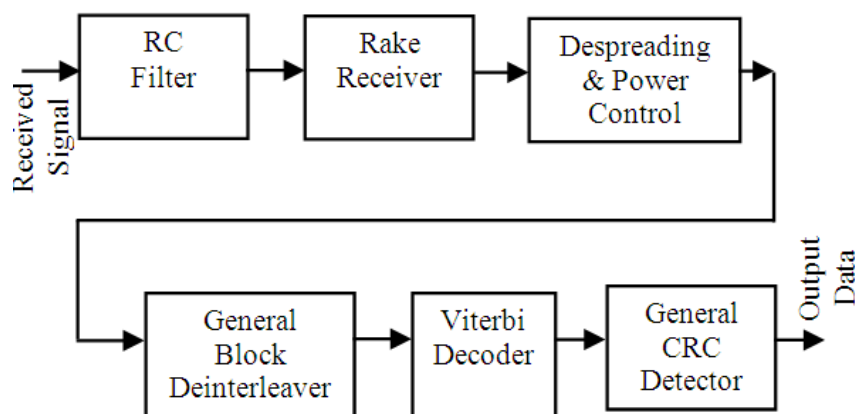 Received
Signal
RC
Filter
Rake
Receiver
Despreading
& Power
Control
General
Block
Deinterleaver
Viterbi
Decoder
General
CRC
Detector
Output
Data